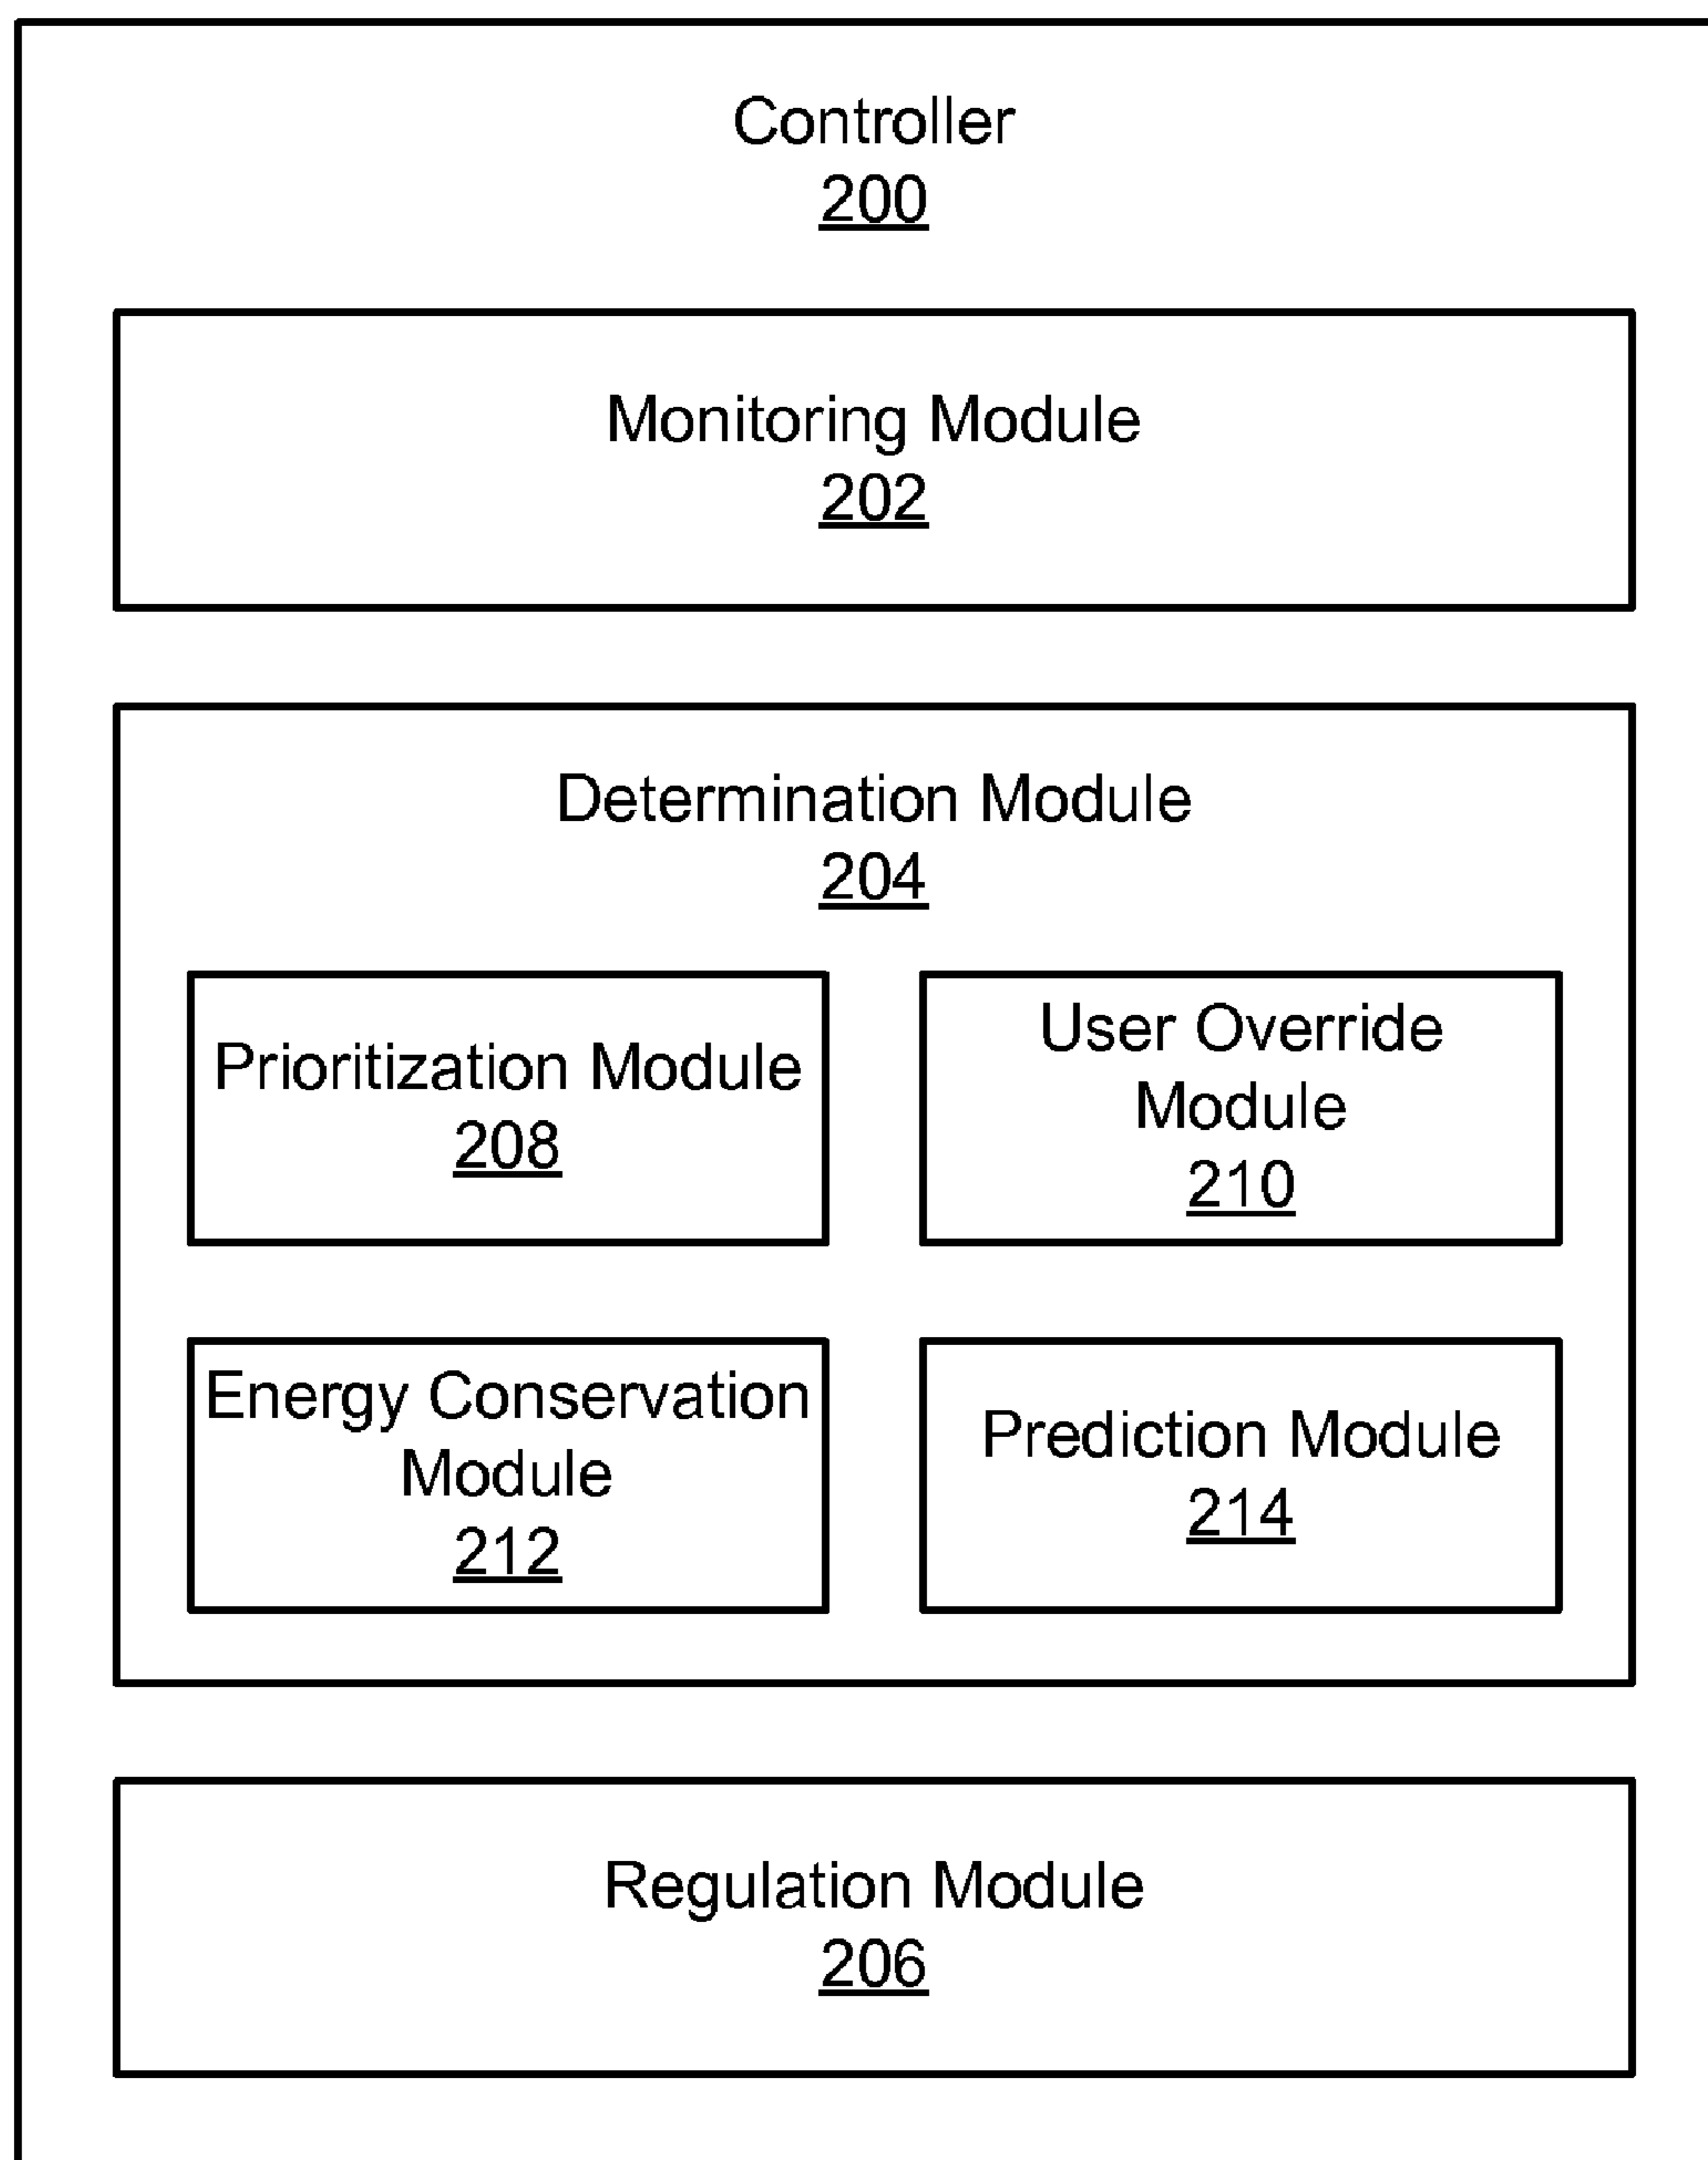 Controller
200
Monitoring Module
202
Determination Module
204
Prioritization Module
208
User Override
Module
210
Energy Conservation
Module
212
Prediction Module
214
Regulation Module
206